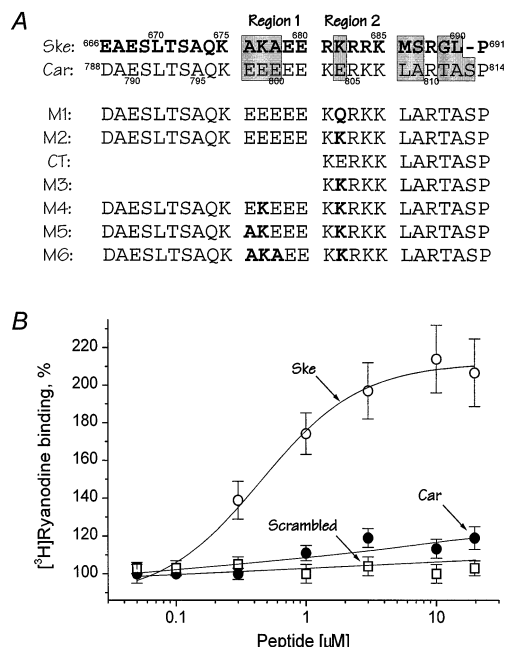 A
Region 1 Region 2
670 675 680 685 690
Ske: 666EAESLTSAQK AKAEE RKRRK MSRGL-P691
Car: 788DAESLTSAQK EEEEE KERKK LARTASP814
790 795 800 805 810
M1: DAESLTSAQK EEEEE KQRKK LARTASP
M2: DAESLTSAQK EEEEE KKRKK LARTASP
CT: KERKK LARTASP
M3: KKRKK LARTASP
M4: DAESLTSAQK EKEEE KKRKK LARTASP
M5: DAESLTSAQK AKEEE KKRKK LARTASP
M6: DAESLTSAQK AKAEE KKRKK LARTASP
B
[³H]Ryanodine binding, %
220
200
180
160
140
120
100
Ske
Car
Scrambled
0.1 1 10
Peptide [µM]